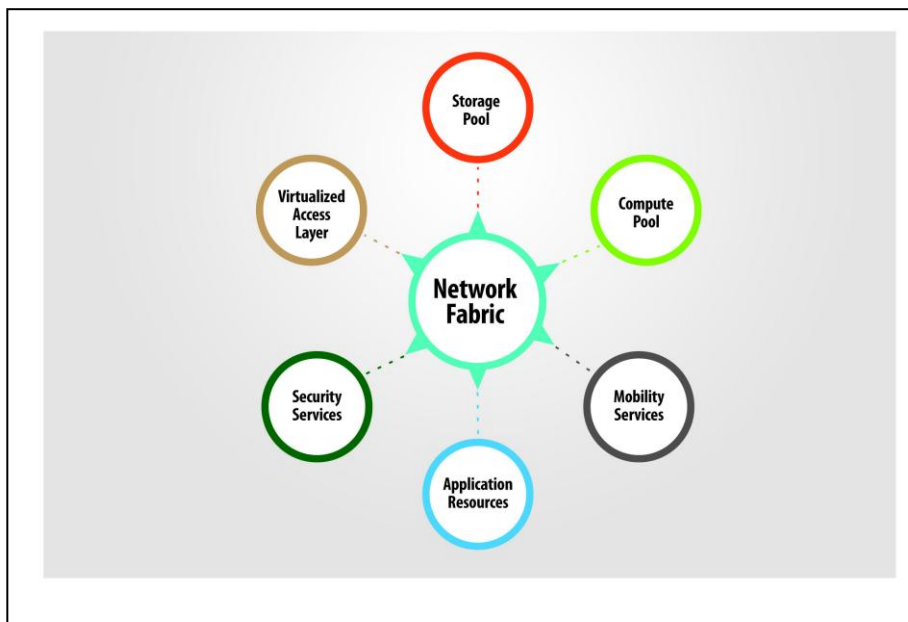 Storage
Pool
Virtualized
Access
Layer
Compute
Pool
Network
Fabric
Security
Services
Mobility
Services
Application
Resources